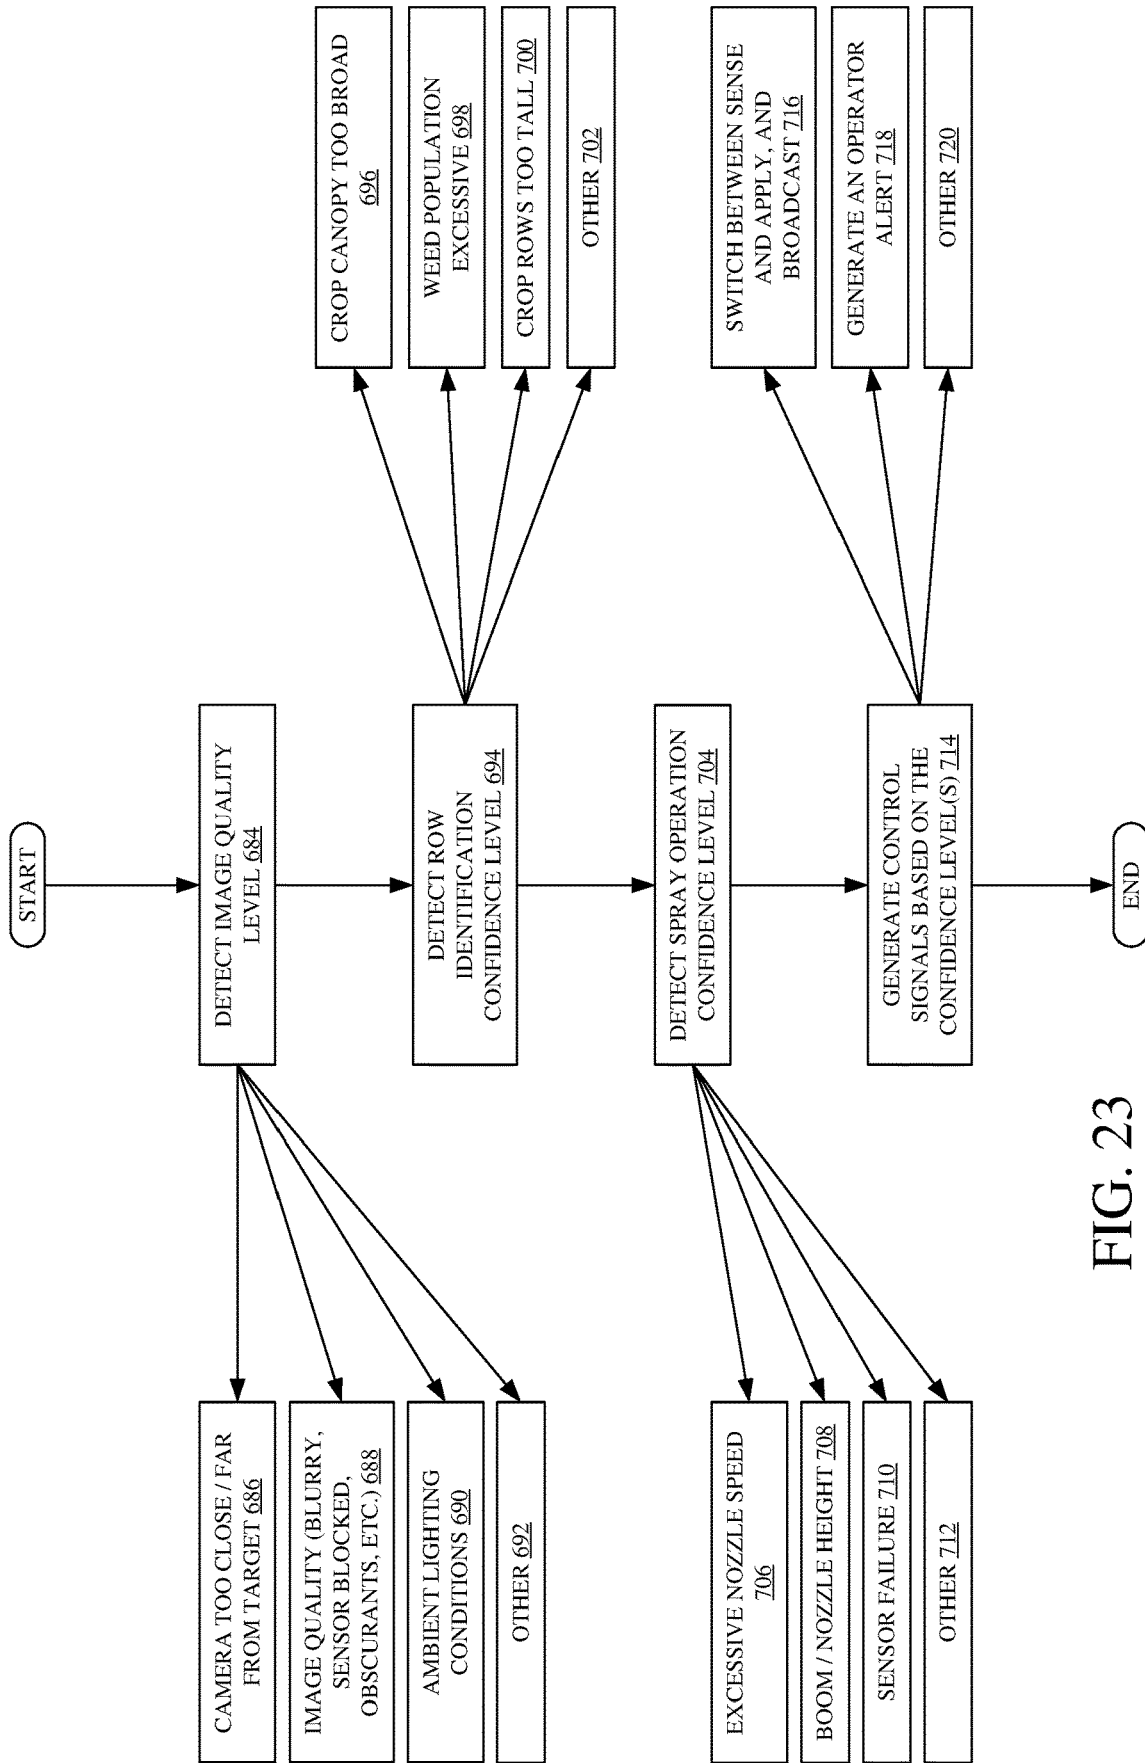 START
DETECT IMAGE QUALITY
LEVEL 684
CAMERA TOO CLOSE / FAR
FROM TARGET 686
IMAGE QUALITY (BLURRY,
SENSOR BLOCKED,
OBSCURANTS, ETC.) 688
AMBIENT LIGHTING
CONDITIONS 690
OTHER 692
DETECT ROW
IDENTIFICATION
CONFIDENCE LEVEL 694
CROP CANOPY TOO BROAD
696
WEED POPULATION
EXCESSIVE 698
CROP ROWS TOO TALL 700
OTHER 702
DETECT SPRAY OPERATION
CONFIDENCE LEVEL 704
EXCESSIVE NOZZLE SPEED
706
BOOM / NOZZLE HEIGHT 708
SENSOR FAILURE 710
OTHER 712
GENERATE CONTROL
SIGNALS BASED ON THE
CONFIDENCE LEVEL(S) 714
SWITCH BETWEEN SENSE
AND APPLY, AND
BROADCAST 716
GENERATE AN OPERATOR
ALERT 718
OTHER 720
END
FIG. 23